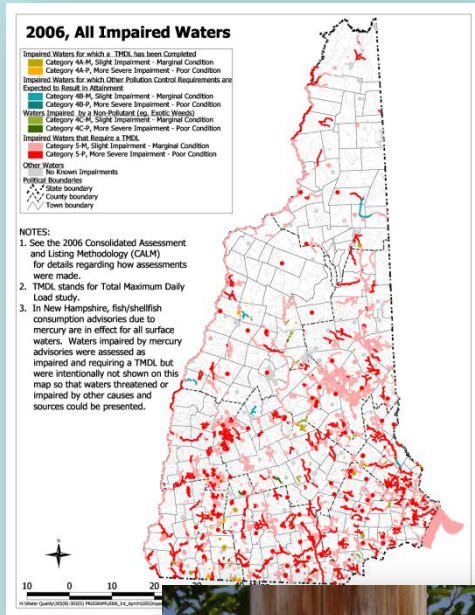 2006, All Impaired Waters
Impaired Waters for which a TMDL has been Completed
Category 4A-M, Slight Impairment - Marginal Condition
Category 4A-P, More Severe Impairment - Poor Condition
Impaired Waters for which Other Pollution Control Requirements are
Expected to Result in Attainment
Category 4B-M, Slight Impairment - Marginal Condition
Category 4B-P, More Severe Impairment - Poor Condition
Waters Impaired by a Non-Pollutant (eg. Exotic Weeds)
Category 4C-M, Slight Impairment - Marginal Condition
Category 4C-P, More Severe Impairment - Poor Condition
Impaired Waters that Require a TMDL
Category 5-M, Slight Impairment - Marginal Condition
Category 5-P, More Severe Impairment - Poor Condition
Other Waters
No Known Impairments
Political Boundaries
State boundary
County boundary
Town boundary
NOTES:
1. See the 2006 Consolidated Assessment
and Listing Methodology (CALM)
for details regarding how assessments
were made.
2. TMDL stands for Total Maximum Daily
Load study.
3. In New Hampshire, fish/shellfish
consumption advisories due to
mercury are in effect for all surface
waters. Waters impaired by mercury
advisories were assessed as
impaired and requiring a TMDL but
were intentionally not shown on this
map so that waters threatened or
impaired by other causes and
sources could be presented.
N
10 0 10